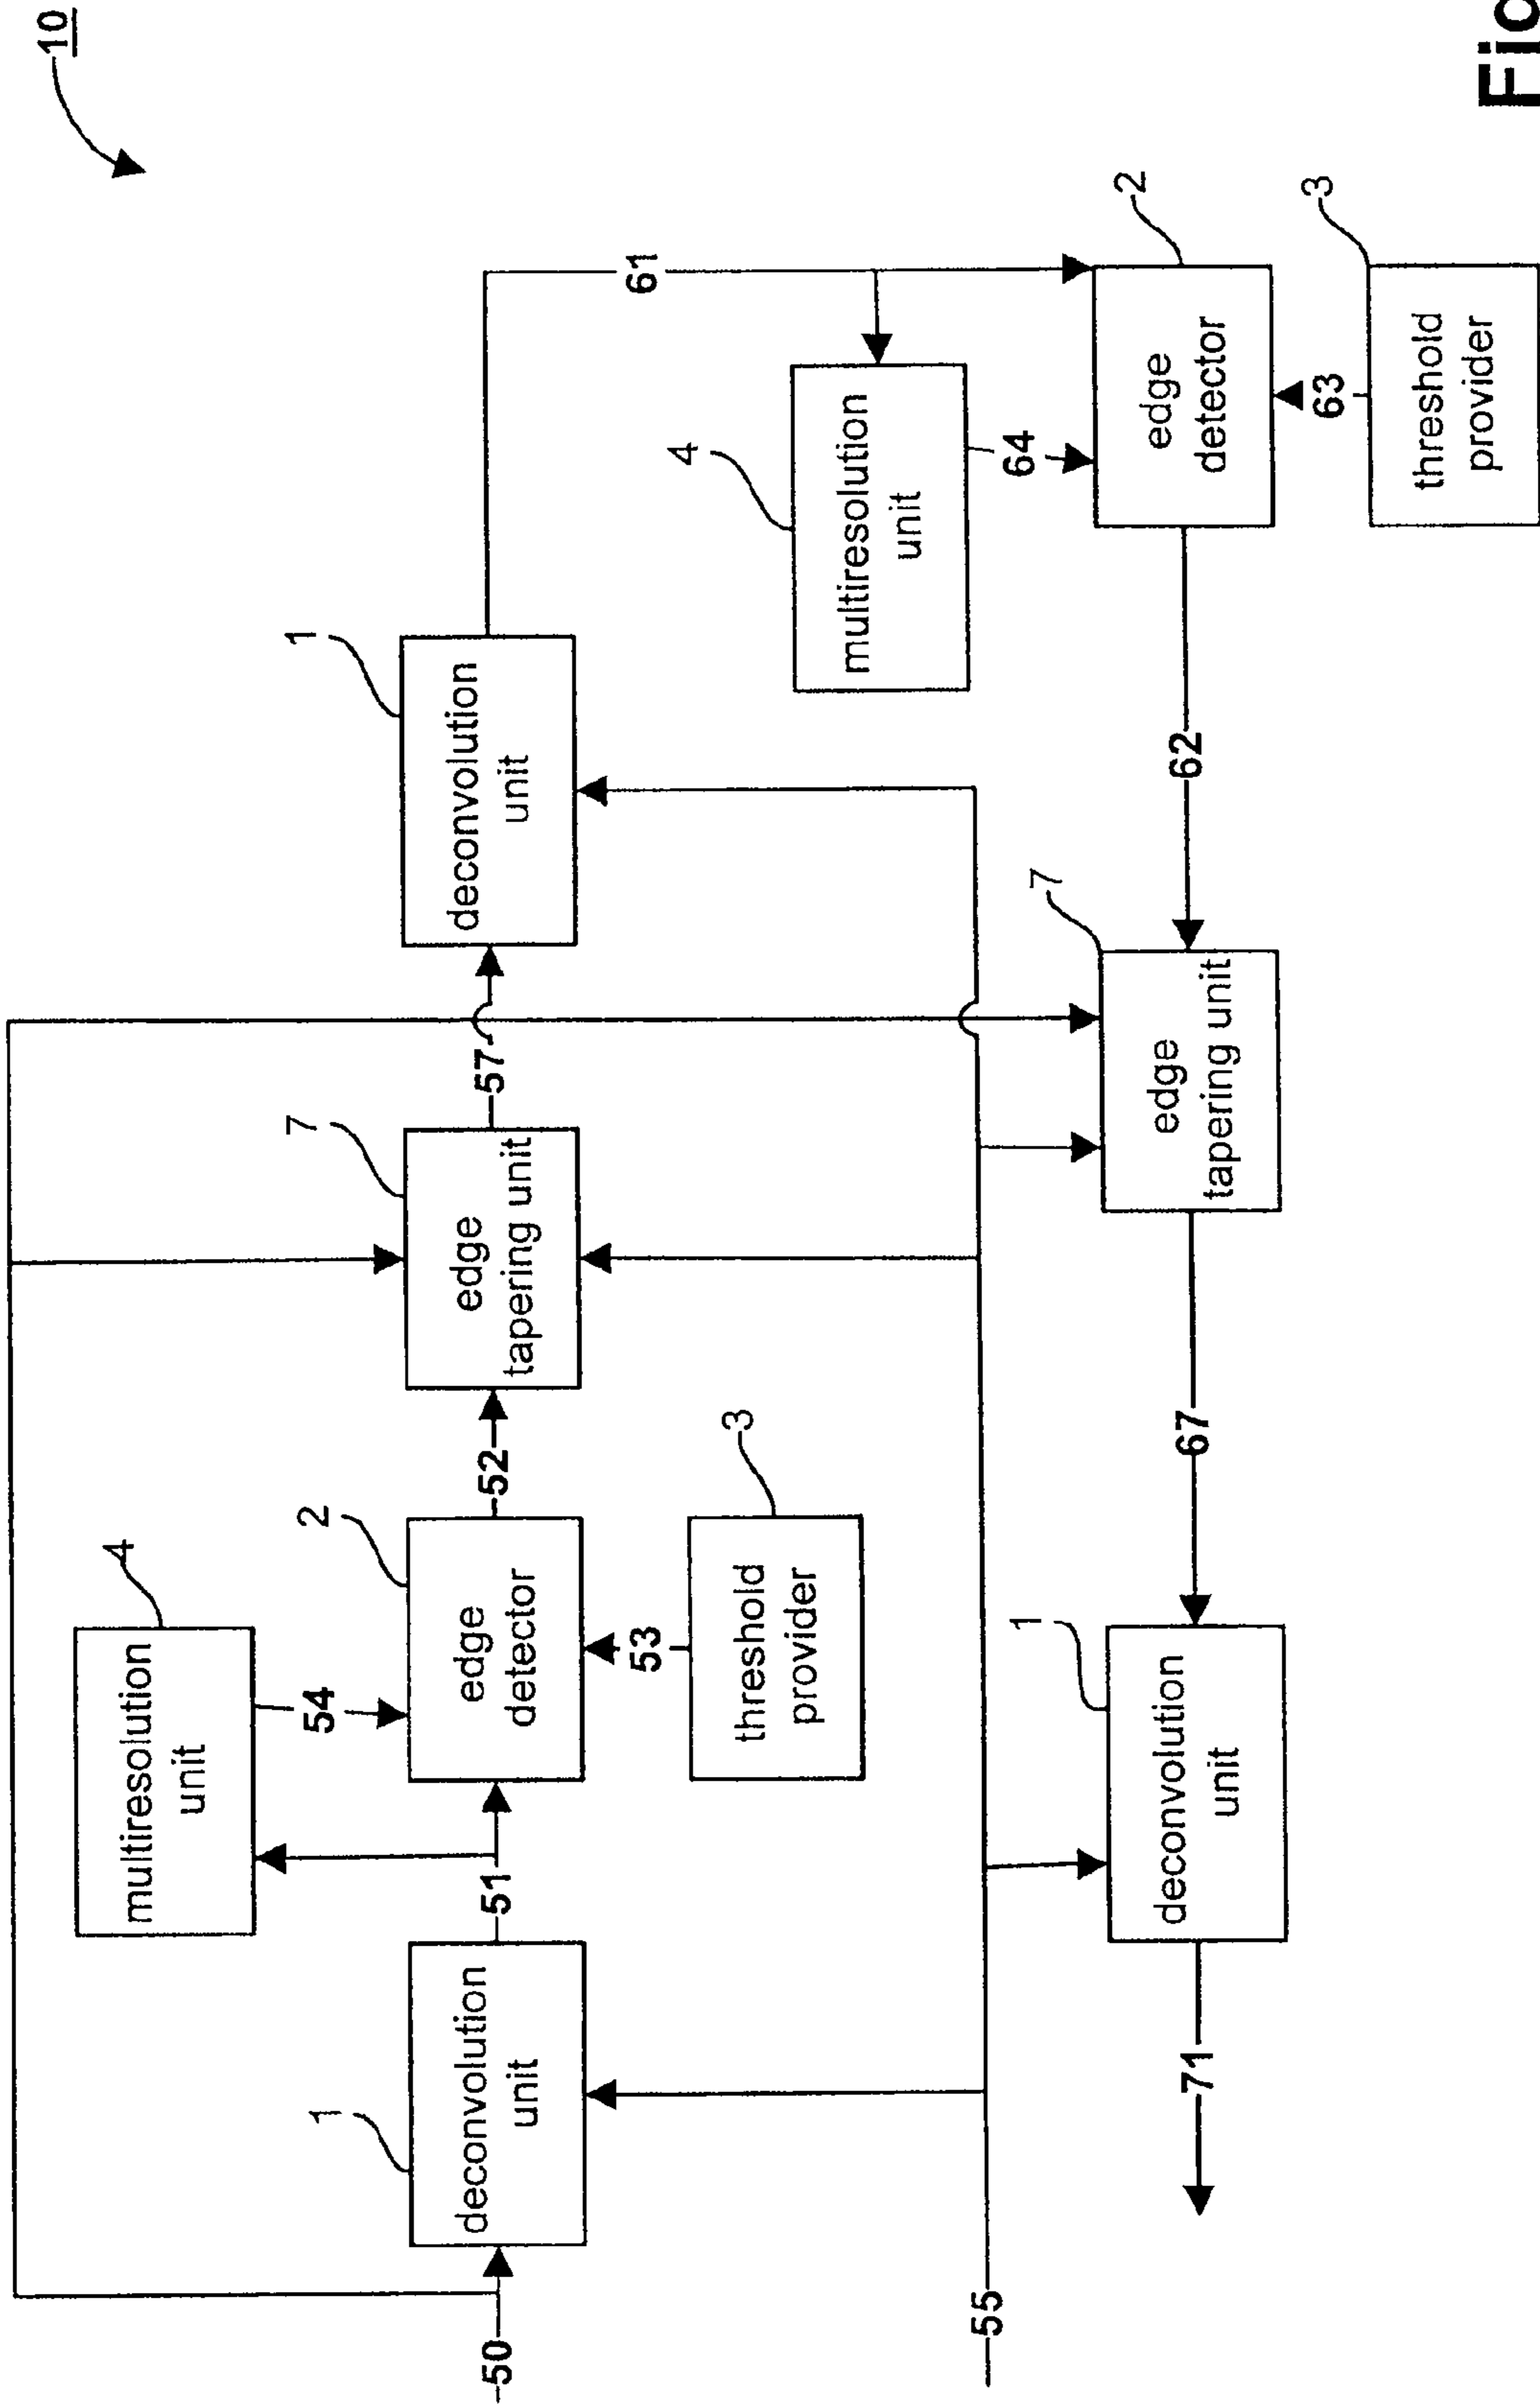 10
4
multiresolution
unit
54
1
deconvolution
unit
50
51
2
edge
detector
52
7
edge
tapering unit
57
1
deconvolution
unit
61
53
3
threshold
provider
4
multiresolution
unit
64
55
1
deconvolution
unit
71
67
7
edge
tapering unit
62
2
edge
detector
63
3
threshold
provider